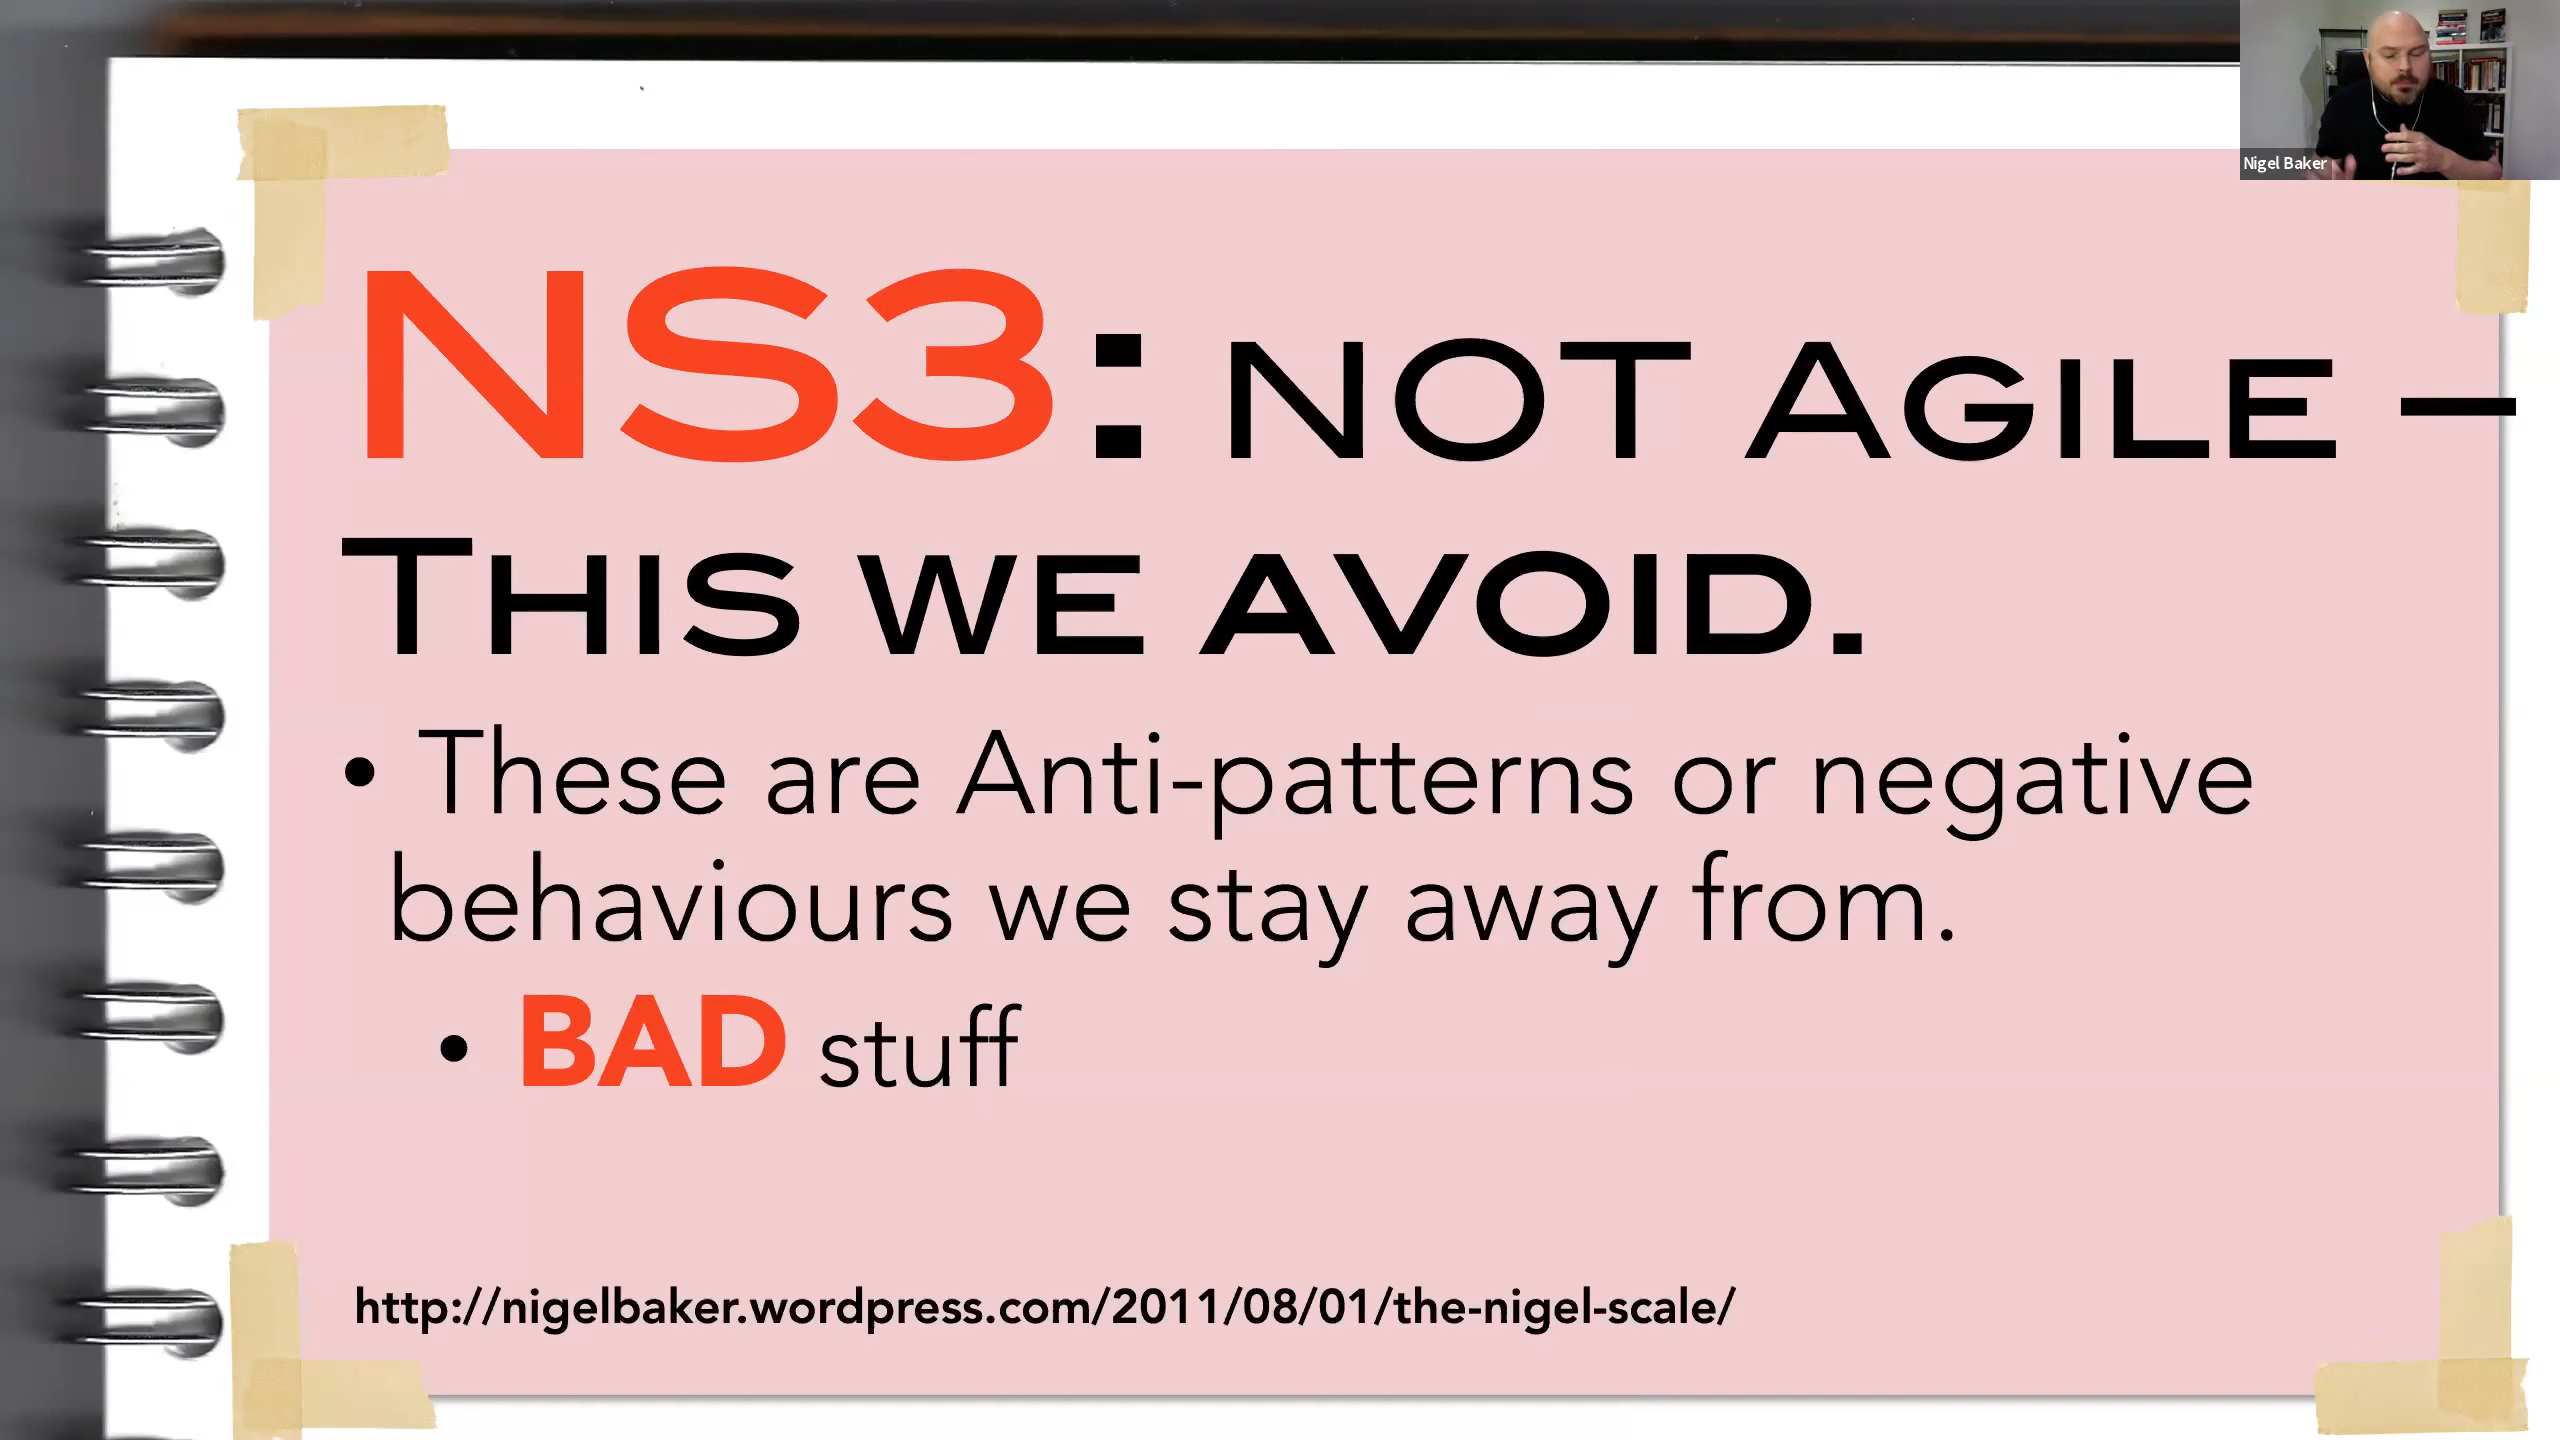 Nigel Baker
NS3: NOT AGILE –
THIS WE AVOID.
• These are Anti-patterns or negative
behaviours we stay away from.
• BAD stuff
http://nigelbaker.wordpress.com/2011/08/01/the-nigel-scale/